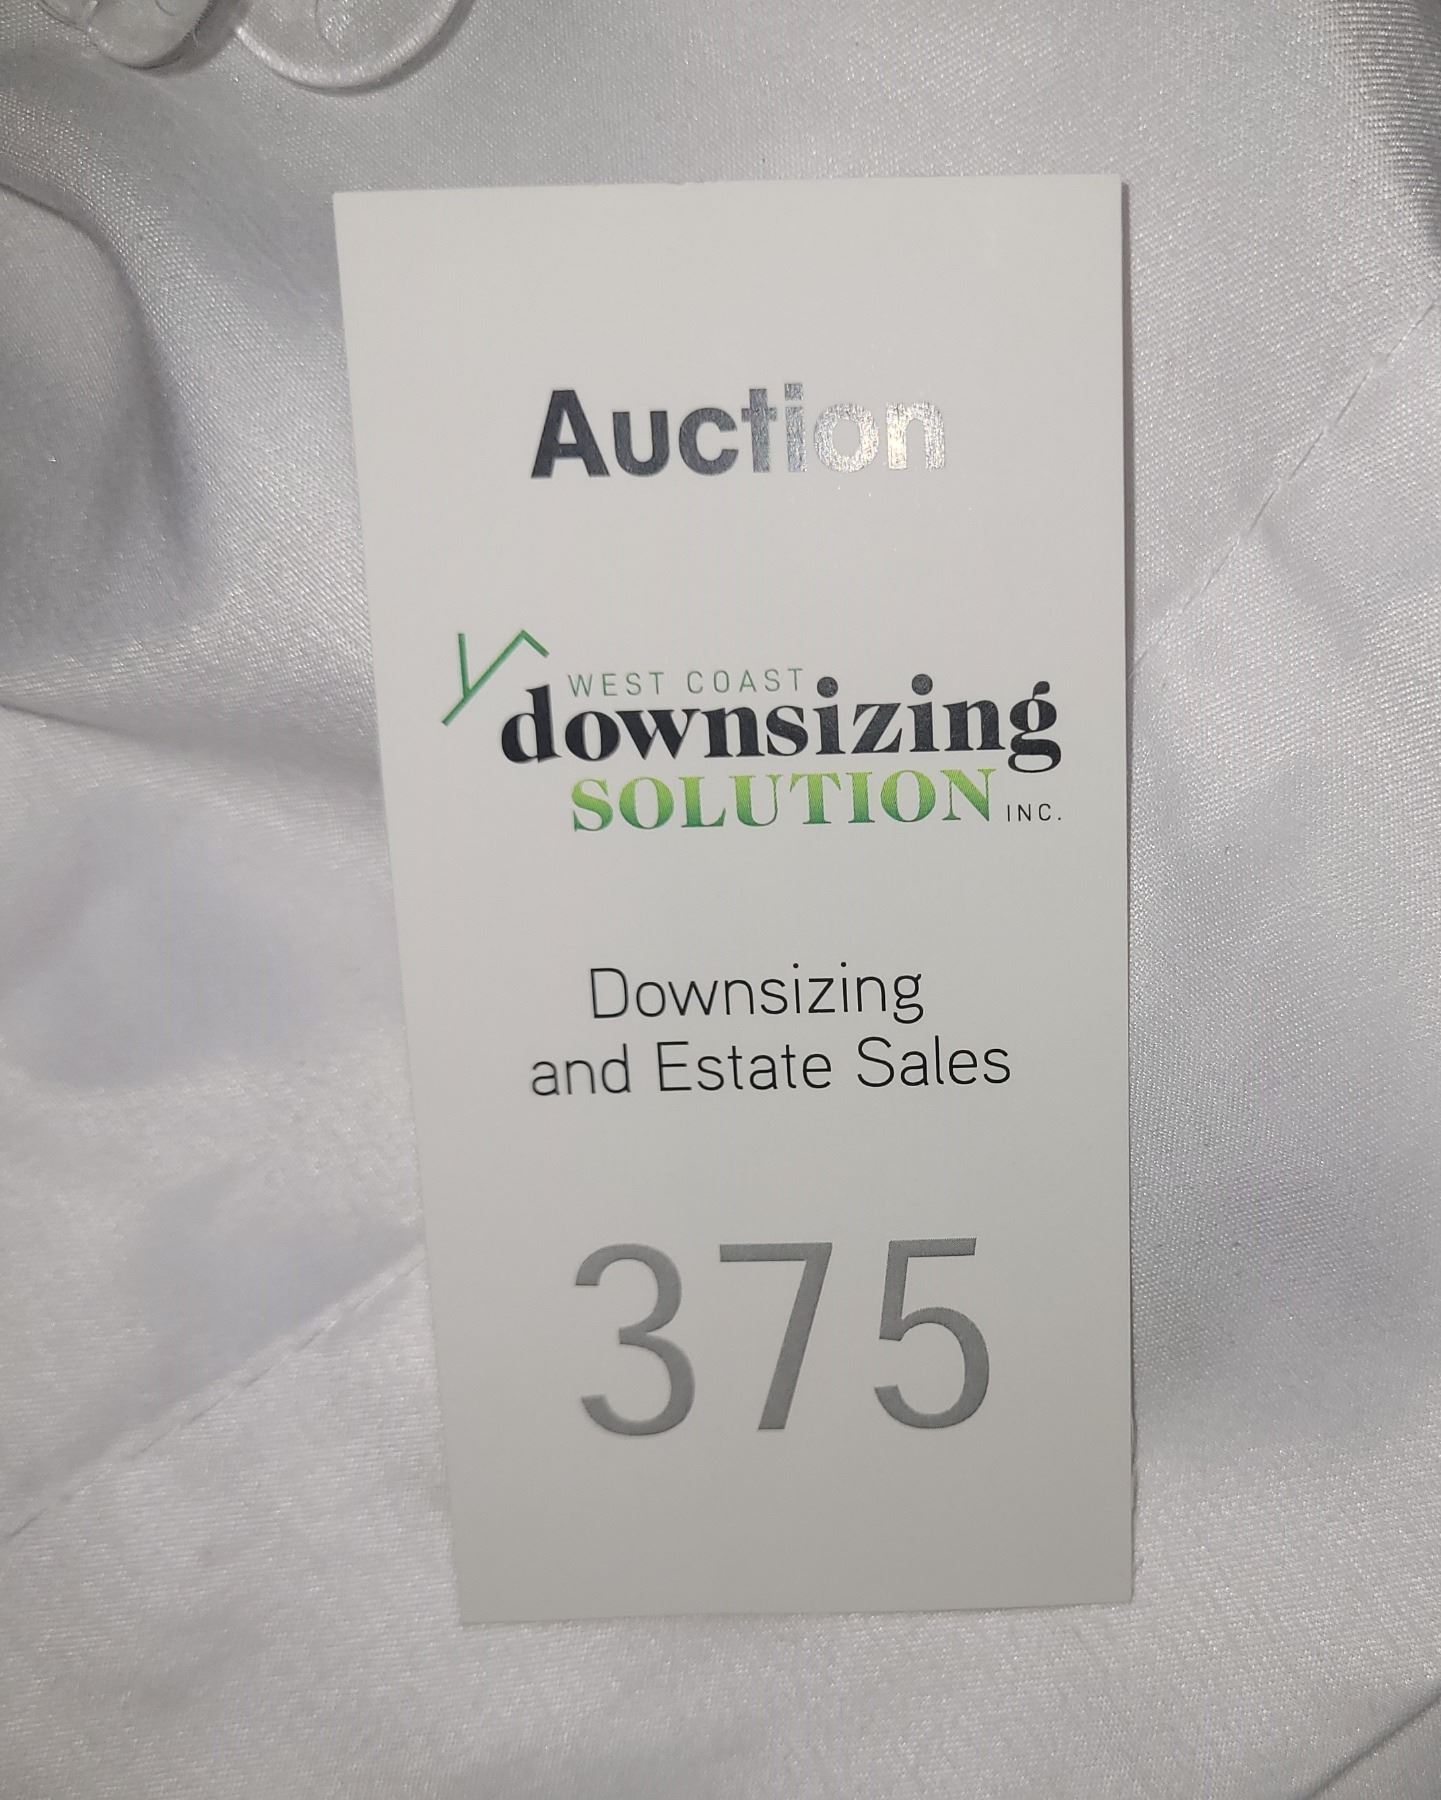 Auction
WEST COAST
downsizing
SOLUTION INC.
Downsizing
and Estate Sales
375